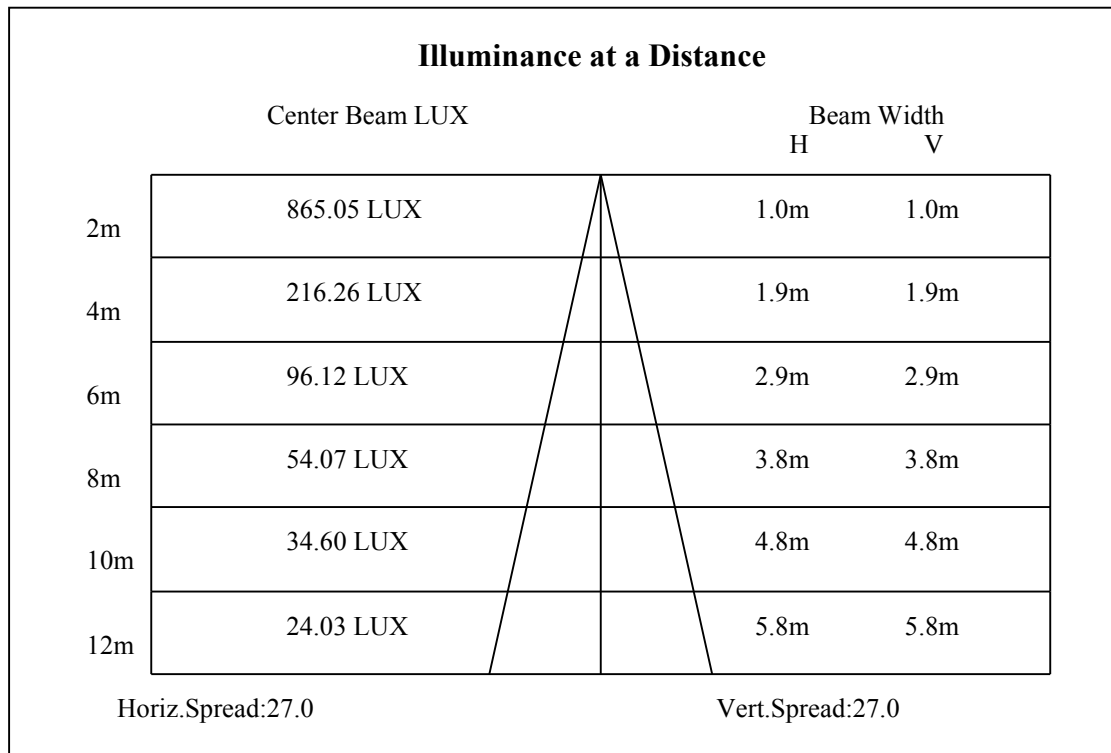 Illuminance at a Distance
Center Beam LUX Beam Width
H V
2m 865.05 LUX 1.0m 1.0m
4m 216.26 LUX 1.9m 1.9m
6m 96.12 LUX 2.9m 2.9m
8m 54.07 LUX 3.8m 3.8m
10m 34.60 LUX 4.8m 4.8m
12m 24.03 LUX 5.8m 5.8m
Horiz.Spread:27.0 Vert.Spread:27.0